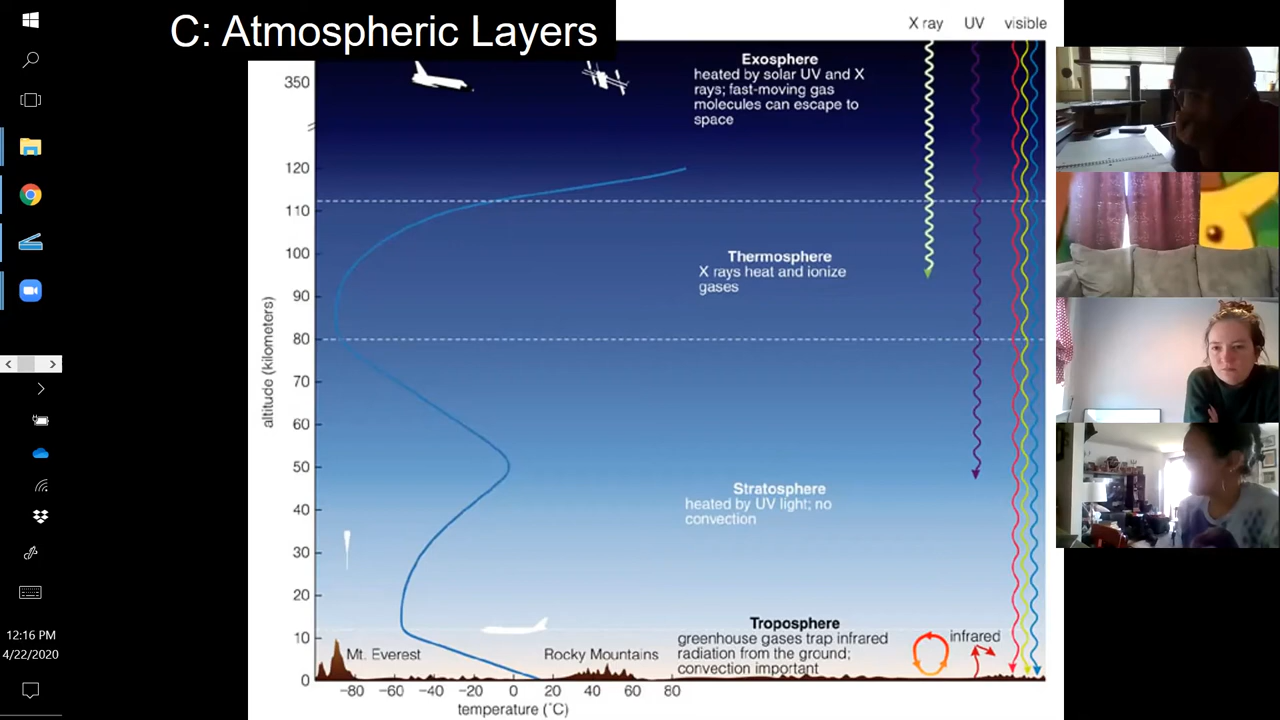 C: Atmospheric Layers
X ray UV visible
Exosphere
heated by solar UV and X
rays; fast-moving gas
molecules can escape to
space
350
120
110
100
90
80
70
60
50
40
30
20
10
0
altitude (kilometers)
Thermosphere
X rays heat and ionize
gases
Stratosphere
heated by UV light; no
convection
Troposphere
greenhouse gases trap infrared
radiation from the ground;
convection important
infrared
Mt. Everest
Rocky Mountains
−80 −60 −40 −20 0 20 40 60 80
temperature (°C)
12:16 PM
4/22/2020